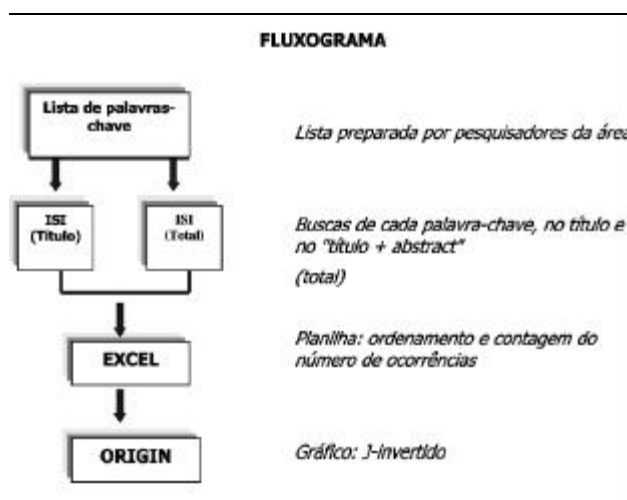 FLUXOGRAMA
Lista de palavras-
chave
Lista preparada por pesquisadores da área
ISI
(Título)
ISI
(Total)
Buscas de cada palavra-chave, no título e
no "título + abstract"
(total)
EXCEL
Planilha: ordenamento e contagem do
número de ocorrências
ORIGIN
Gráfico: J-invertido